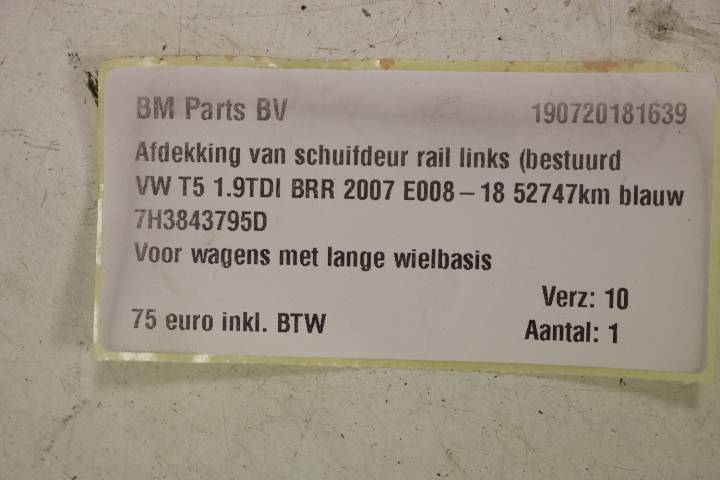 BM Parts BV 190720181639
Afdekking van schuifdeur rail links (bestuurd
VW T5 1.9TDI BRR 2007 E008-18 52747km blauw
7H3843795D
Voor wagens met lange wielbasis
Verz: 10
75 euro inkl. BTW
Aantal: 1